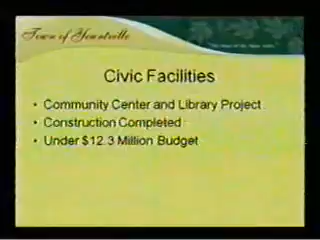 Town of Yountville
Civic Facilities
• Community Center and Library Project
• Construction Completed
• Under $12.3 Million Budget